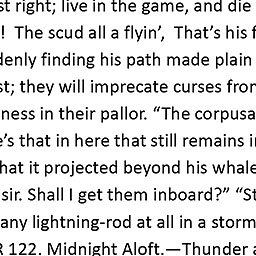 st right; live in the game, and die
! The scud all a flyin’, That’s his f
denly finding his path made plain
st; they will imprecate curses from
ness in their pallor. “The corpusa
e’s that in here that still remains i
hat it projected beyond his whale
sir. Shall I get them inboard?” “St
any lightning-rod at all in a storm
R 122. Midnight Aloft.—Thunder a